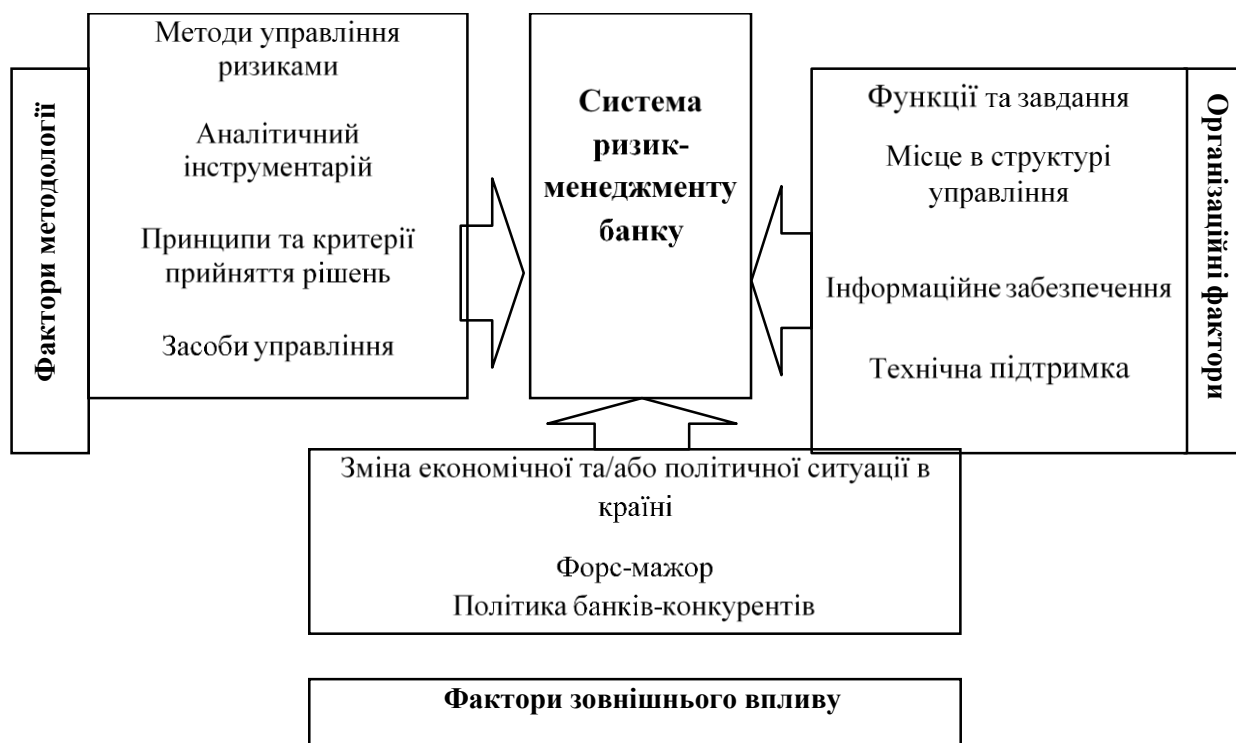 Фактори методології
Методи управління
ризиками
Аналітичний
інструментарій
Принципи та критерії
прийняття рішень
Засоби управління
Система
ризик-
менеджменту
банку
Функції та завдання
Місце в структурі
управління
Інформаційне забезпечення
Технічна підтримка
Організаційні фактори
Зміна економічної та/або політичної ситуації в
країні
Форс-мажор
Політика банків-конкурентів
Фактори зовнішнього впливу